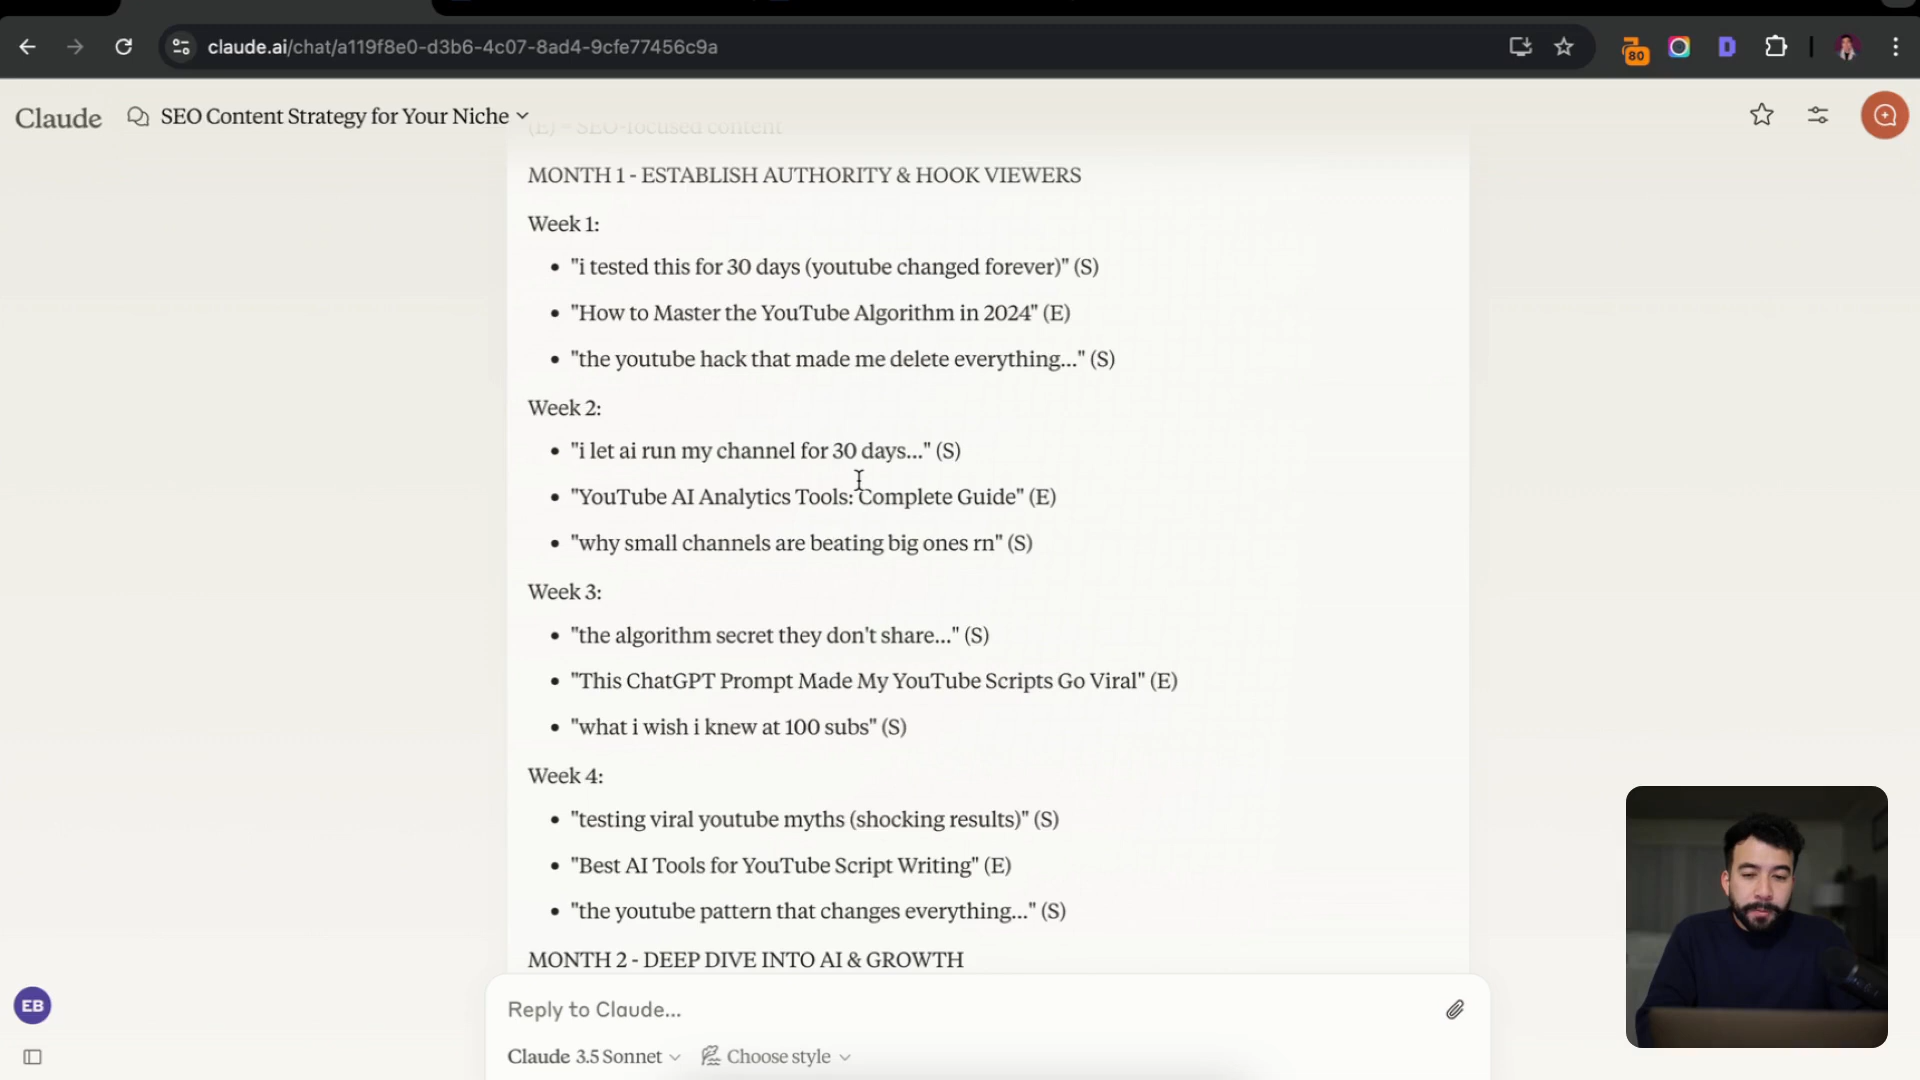 claude.ai/chat/a119f8e0-d3b6-4c07-8ad4-9cfe77456c9a
80
D
Claude
SEO Content Strategy for Your Niche
(E) - SEO-focused content
MONTH 1 - ESTABLISH AUTHORITY & HOOK VIEWERS
Week 1:
• "i tested this for 30 days (youtube changed forever)" (S)
• "How to Master the YouTube Algorithm in 2024" (E)
• "the youtube hack that made me delete everything..." (S)
Week 2:
• "i let ai run my channel for 30 days..." (S)
• "YouTube AI Analytics Tools: Complete Guide" (E)
• "why small channels are beating big ones rn" (S)
Week 3:
• "the algorithm secret they don't share..." (S)
• "This ChatGPT Prompt Made My YouTube Scripts Go Viral" (E)
• "what i wish i knew at 100 subs" (S)
Week 4:
• "testing viral youtube myths (shocking results)" (S)
• "Best AI Tools for YouTube Script Writing" (E)
• "the youtube pattern that changes everything..." (S)
MONTH 2 - DEEP DIVE INTO AI & GROWTH
EB
Reply to Claude...
Claude 3.5 Sonnet
Choose style